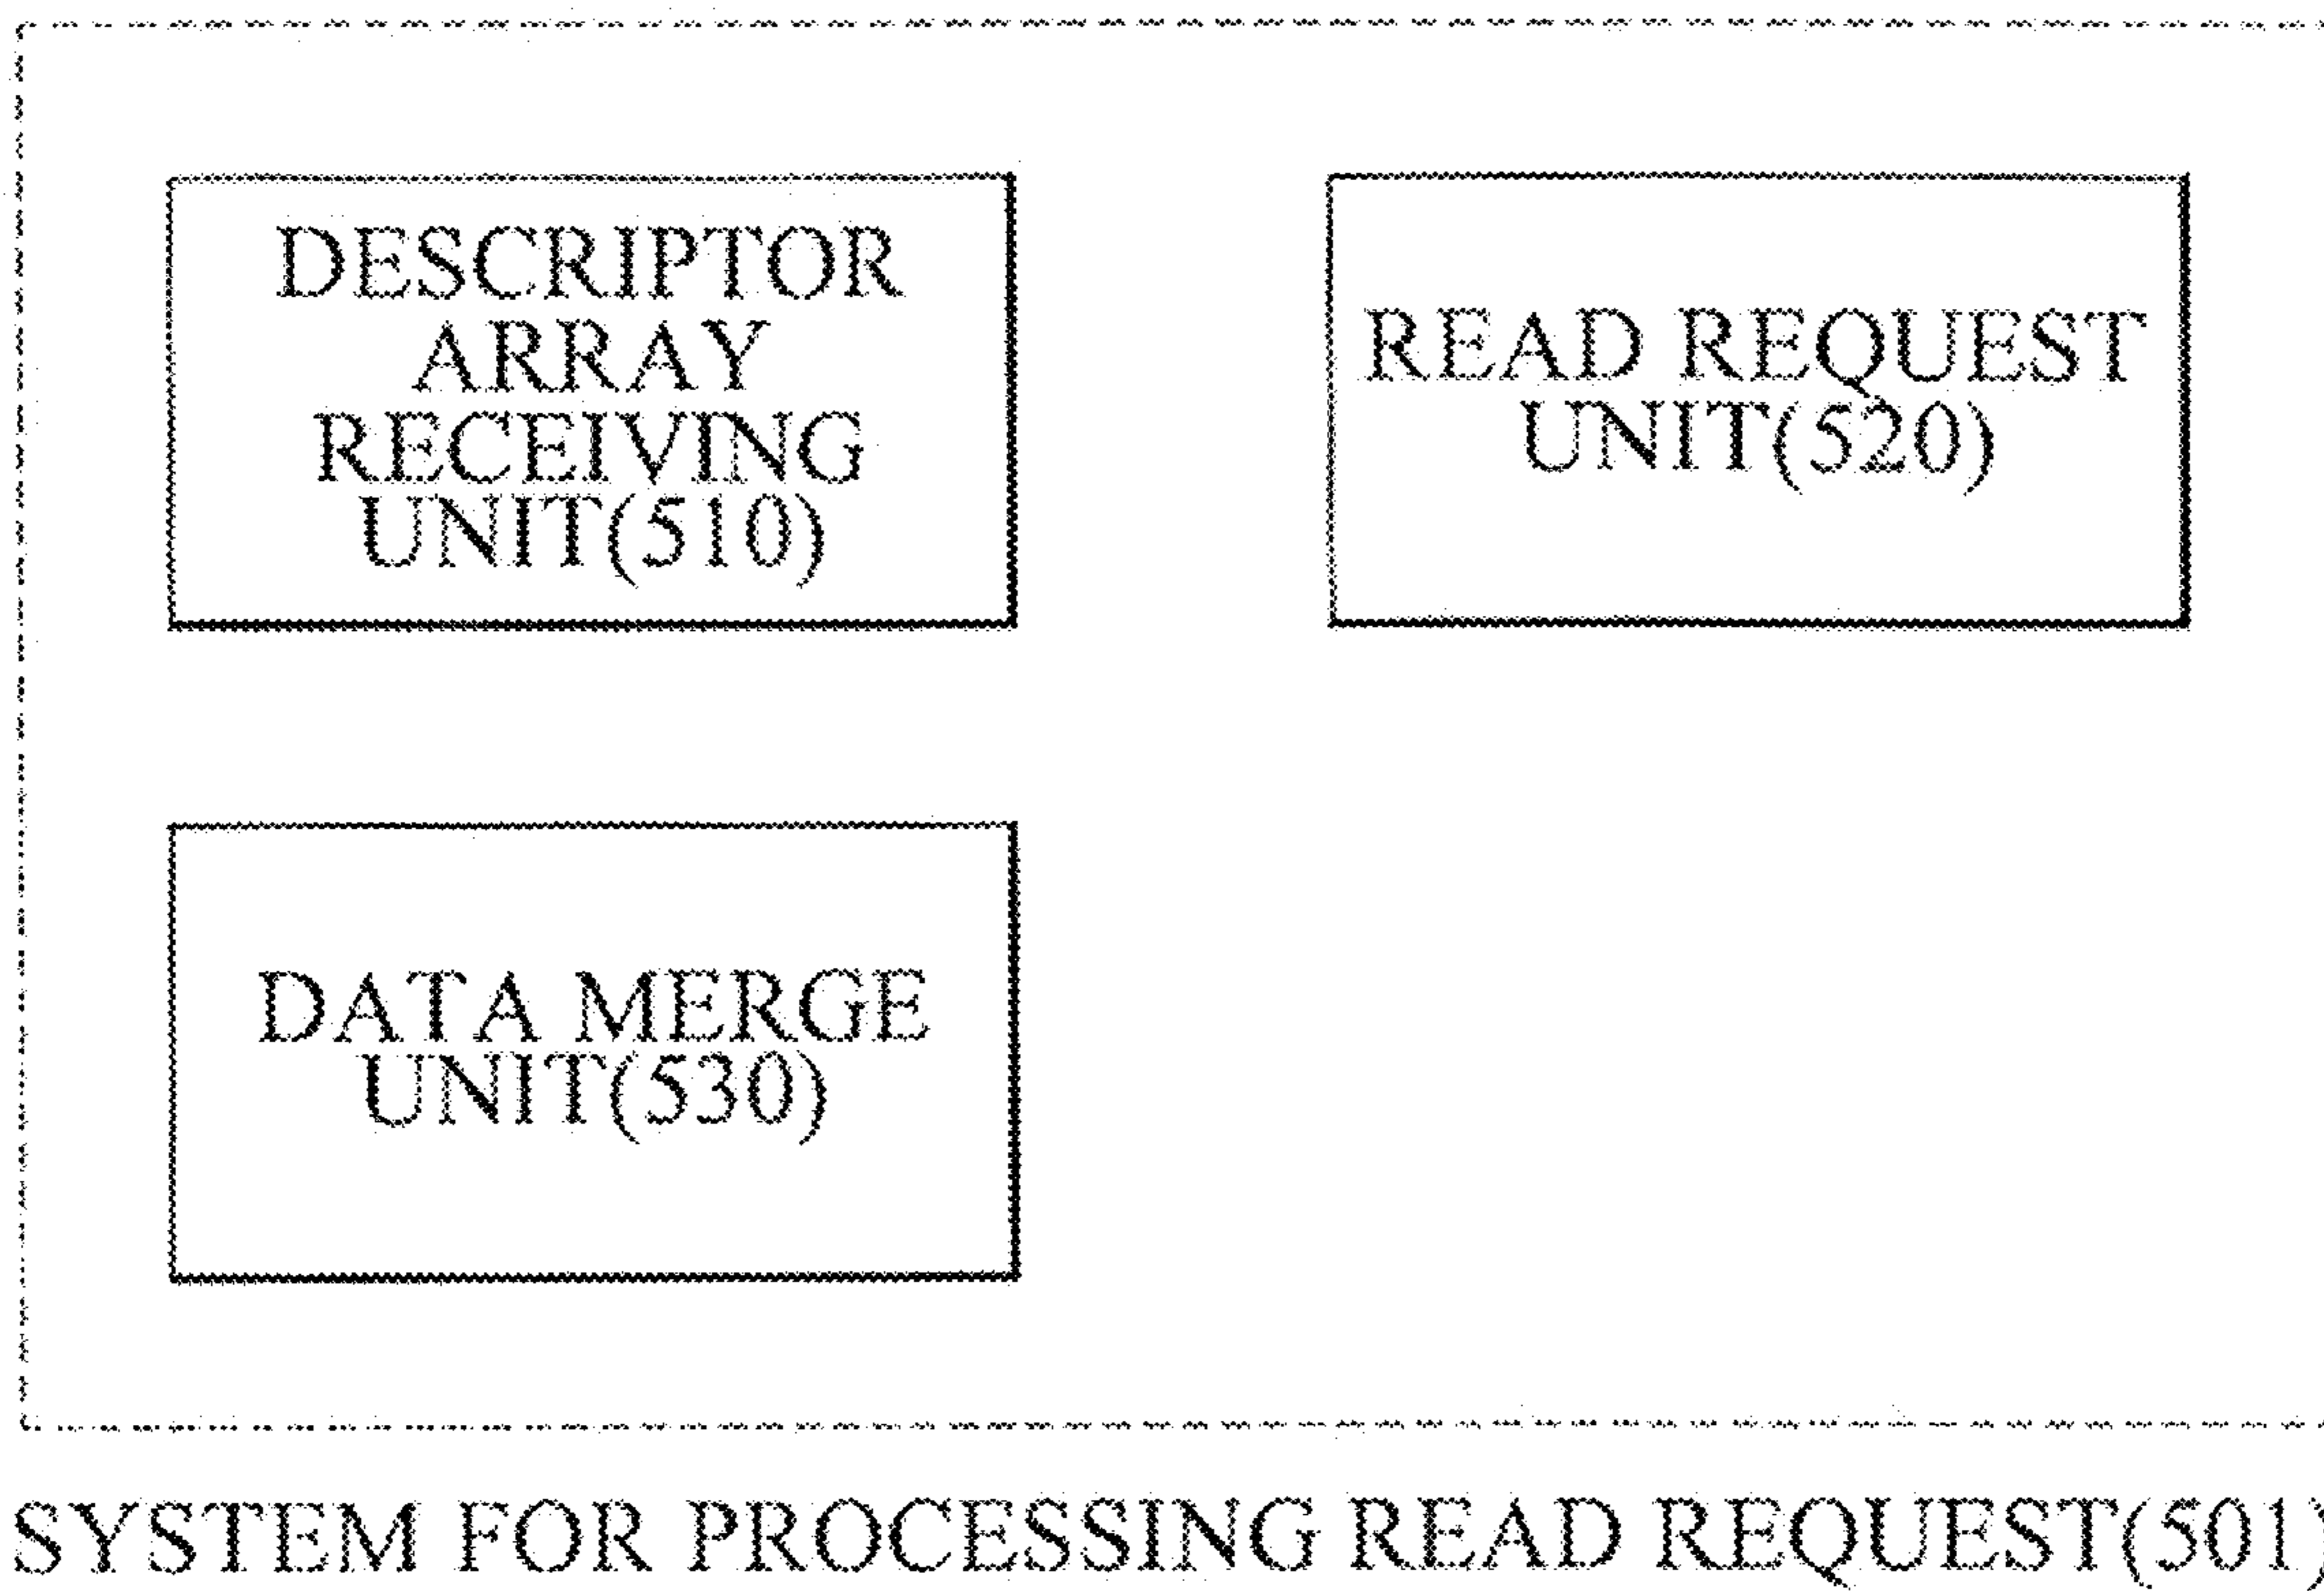 DESCRIPTOR
ARRAY
RECEIVING
UNIT(510)
READ REQUEST
UNIT(520)
DATA MERGE
UNIT(530)
SYSTEM FOR PROCESSING READ REQUEST(501)